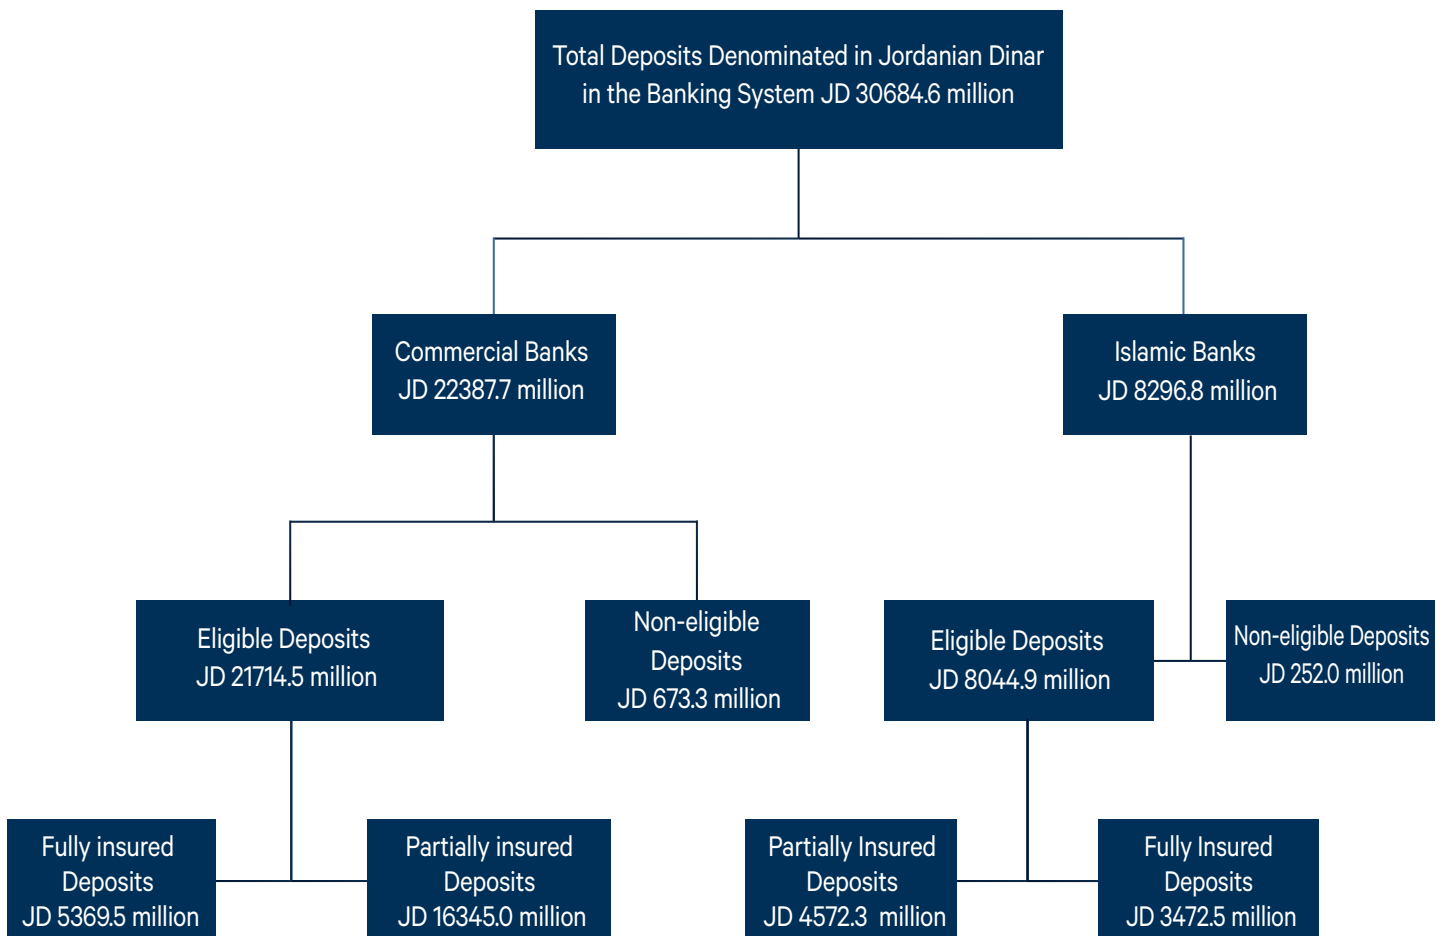 Total Deposits Denominated in Jordanian Dinar
in the Banking System JD 30684.6 million
Commercial Banks
JD 22387.7 million
Islamic Banks
JD 8296.8 million
Eligible Deposits
JD 21714.5 million
Non-eligible
Deposits
JD 673.3 million
Eligible Deposits
JD 8044.9 million
Non-eligible Deposits
JD 252.0 million
Fully insured
Deposits
JD 5369.5 million
Partially insured
Deposits
JD 16345.0 million
Partially Insured
Deposits
JD 4572.3 million
Fully Insured
Deposits
JD 3472.5 million